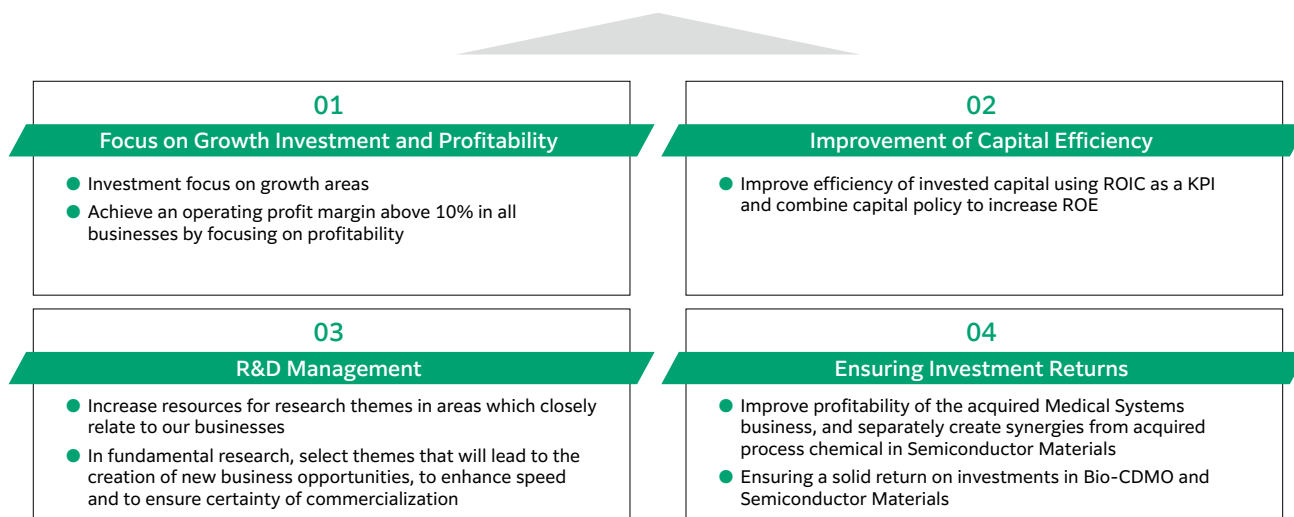 01
Focus on Growth Investment and Profitability
● Investment focus on growth areas
● Achieve an operating profit margin above 10% in all
businesses by focusing on profitability
02
Improvement of Capital Efficiency
● Improve efficiency of invested capital using ROIC as a KPI
and combine capital policy to increase ROE
03
R&D Management
● Increase resources for research themes in areas which closely
relate to our businesses
● In fundamental research, select themes that will lead to the
creation of new business opportunities, to enhance speed
and to ensure certainty of commercialization
04
Ensuring Investment Returns
● Improve profitability of the acquired Medical Systems
business, and separately create synergies from acquired
process chemical in Semiconductor Materials
● Ensuring a solid return on investments in Bio-CDMO and
Semiconductor Materials